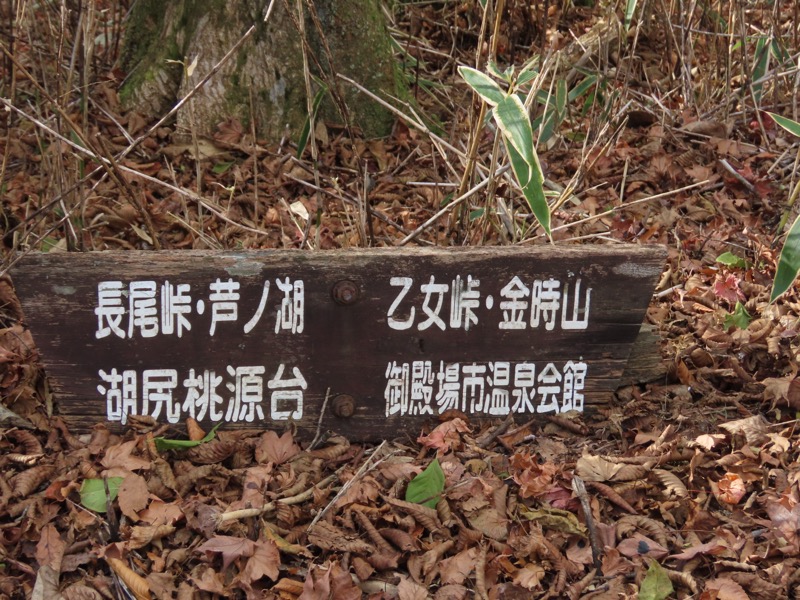 長尾峠・芦ノ湖
湖尻桃源台
乙女峠・金時山
御殿場市温泉会館